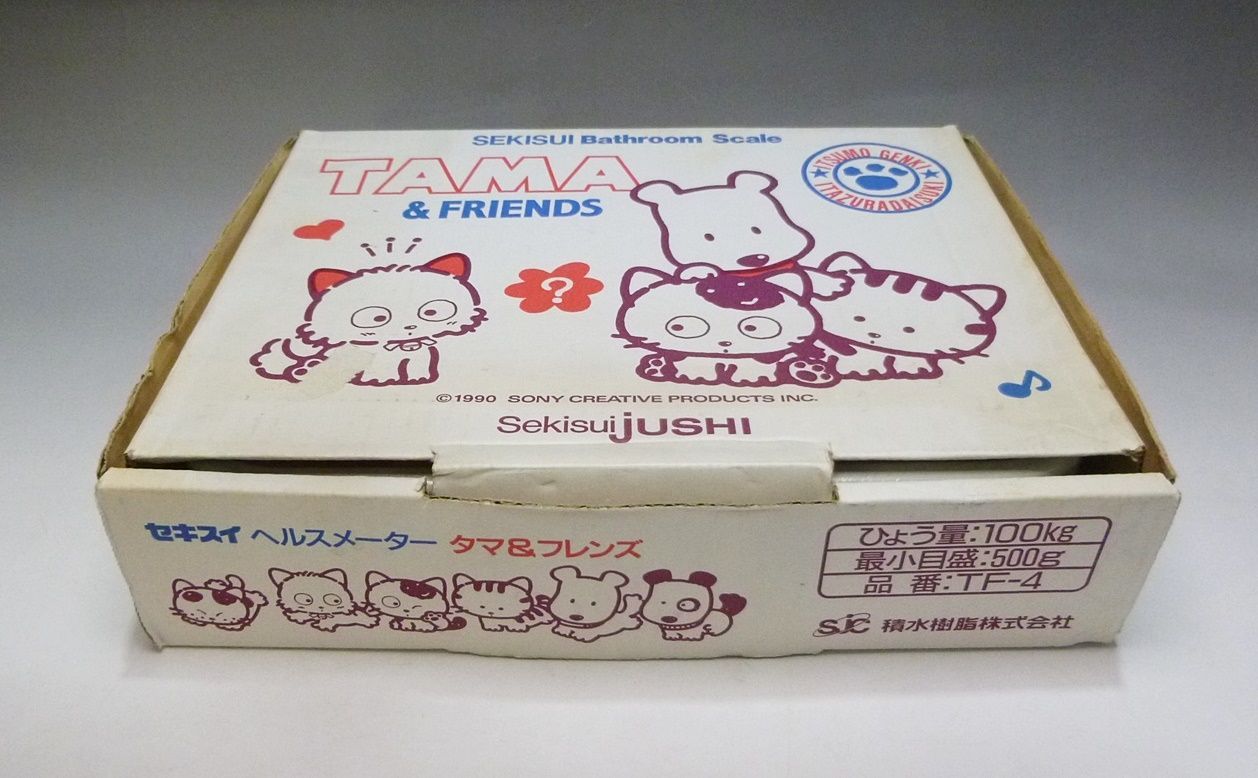 SEKISUI Bathroom Scale
TAMA
& FRIENDS
ITSUMO GENKI
ITAZURADAISUKI
?
©1990 SONY CREATIVE PRODUCTS INC.
Sekisui jUSHI
セキスイ ヘルスメーター タマ&フレンズ
ひょう量:100kg
最小目盛:500g
品番:TF-4
SJC 積水樹脂株式会社